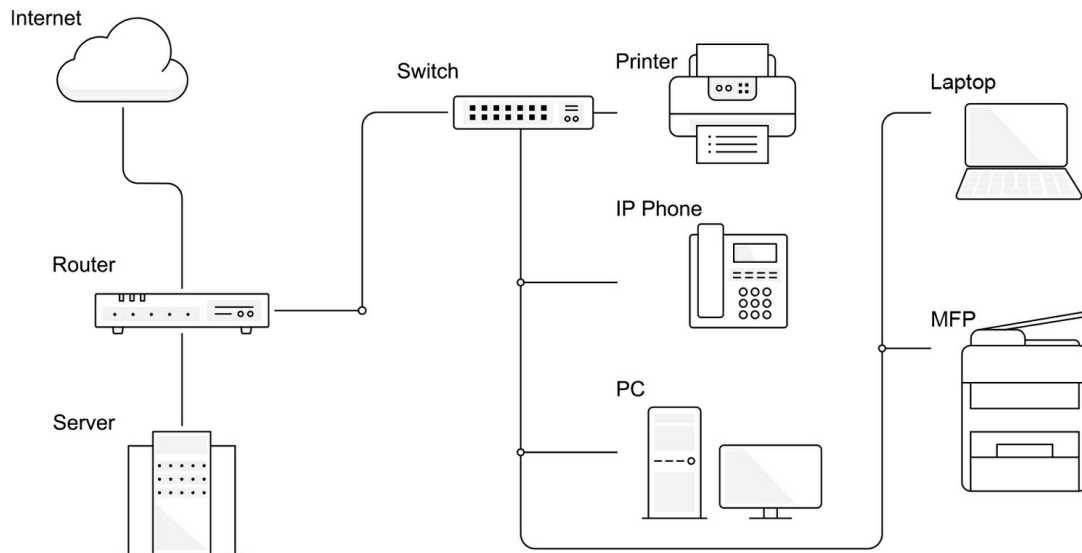 Internet
Switch
Printer
Laptop
IP Phone
Router
MFP
PC
Server